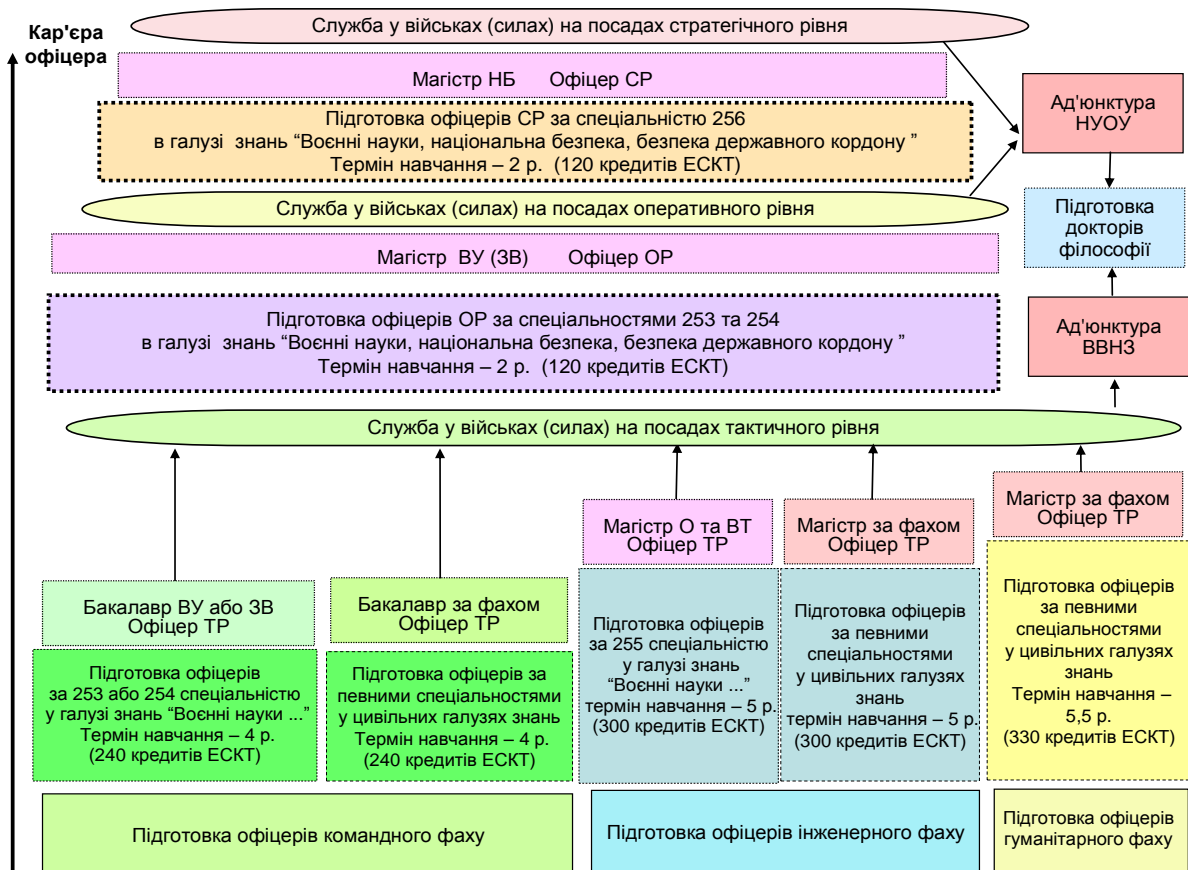 Кар'єра
офіцера
Служба у військах (силах) на посадах стратегічного рівня
Магістр НБ Офіцер СР
Підготовка офіцерів СР за спеціальністю 256
в галузі знань “Воєнні науки, національна безпека, безпека державного кордону ”
Термін навчання – 2 р. (120 кредитів ЕСКТ)
Служба у військах (силах) на посадах оперативного рівня
Магістр ВУ (ЗВ) Офіцер ОР
Підготовка офіцерів ОР за спеціальностями 253 та 254
в галузі знань “Воєнні науки, національна безпека, безпека державного кордону ”
Термін навчання – 2 р. (120 кредитів ЕСКТ)
Ад'юнктура
НУОУ
Підготовка
докторів
філософії
Ад'юнктура
ВВНЗ
Служба у військах (силах) на посадах тактичного рівня
Бакалавр ВУ або ЗВ
Офіцер ТР
Підготовка офіцерів
за 253 або 254 спеціальністю
у галузі знань “Воєнні науки ...”
Термін навчання – 4 р.
(240 кредитів ЕСКТ)
Бакалавр за фахом
Офіцер ТР
Підготовка офіцерів за
певними спеціальностями
у цивільних галузях знань
Термін навчання – 4 р.
(240 кредитів ЕСКТ)
Магістр О та ВТ
Офіцер ТР
Підготовка офіцерів
за 255 спеціальністю
у галузі знань
“Воєнні науки ...”
термін навчання – 5 р.
(300 кредитів ЕСКТ)
Магістр за фахом
Офіцер ТР
Підготовка офіцерів
за певними
спеціальностями
у цивільних галузях
знань
термін навчання – 5 р.
(300 кредитів ЕСКТ)
Магістр за фахом
Офіцер ТР
Підготовка офіцерів
за певними
спеціальностями
у цивільних галузях
знань
Термін навчання –
5,5 р.
(330 кредитів ЕСКТ)
Підготовка офіцерів командного фаху
Підготовка офіцерів інженерного фаху
Підготовка офіцерів
гуманітарного фаху